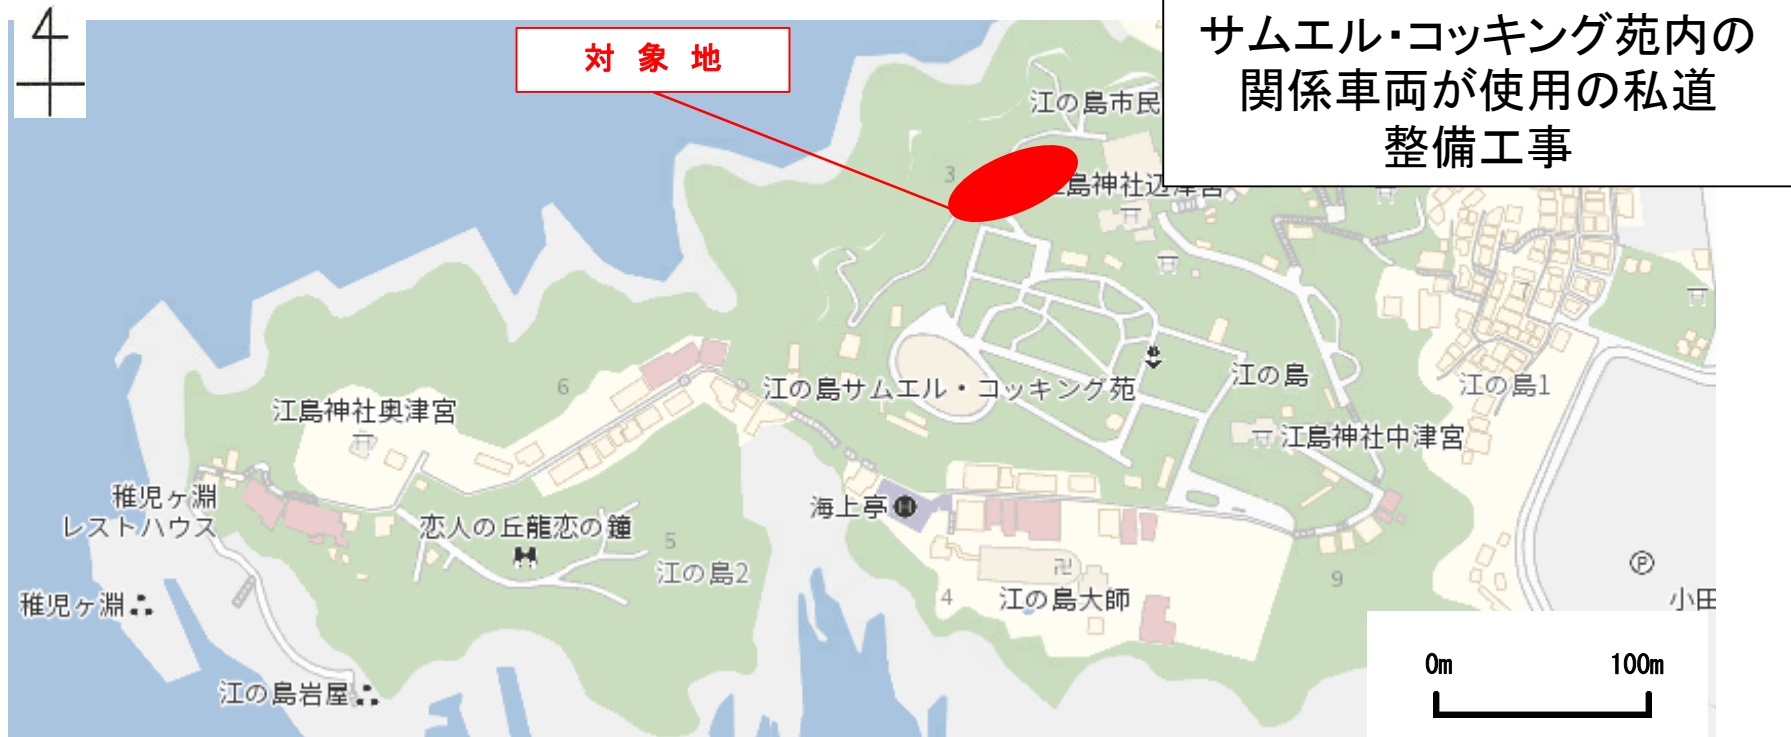 サムエル・コッキング苑内の
関係車両が使用の私道
整備工事
対 象 地
江の島市民
3
島神社辺津宮
7
江の島
江の島1
江の島サムエル・コッキング苑
6
江島神社奥津宮
江島神社中津宮
稚児ヶ淵
レストハウス
海上亭
H
恋人の丘龍恋の鐘
5
江の島2
卍
9
P
稚児ヶ淵
4
江の島大師
小田
江の島岩屋
0m 100m